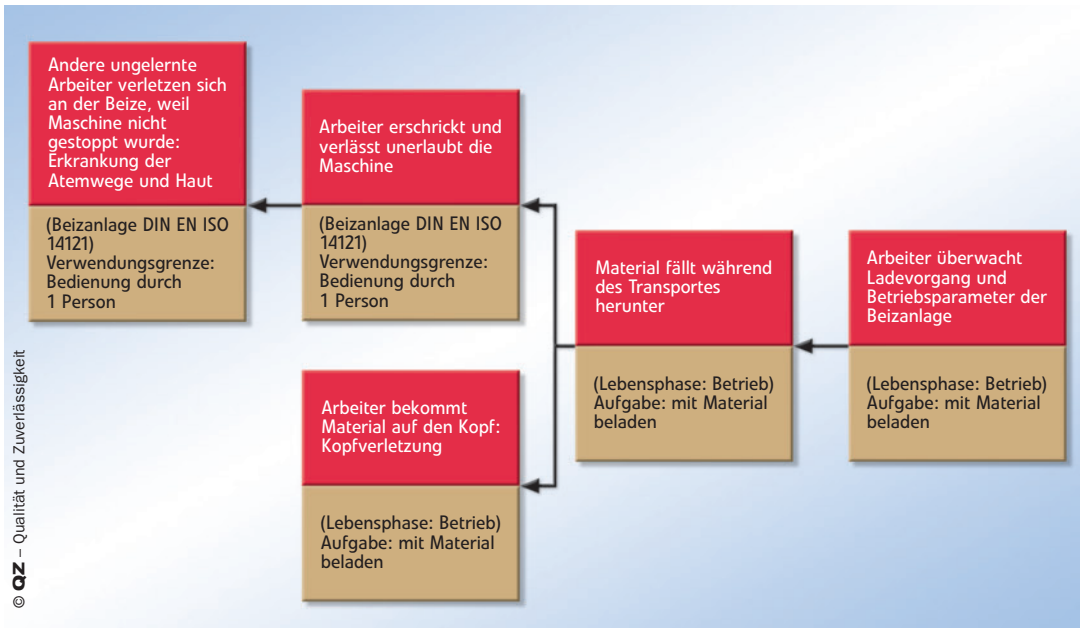 Andere ungelernte
Arbeiter verletzen sich
an der Beize, weil
Maschine nicht
gestoppt wurde:
Erkrankung der
Atemwege und Haut
(Beizanlage DIN EN ISO
14121)
Verwendungsgrenze:
Bedienung durch
1 Person
Arbeiter erschrickt und
verlässt unerlaubt die
Maschine
(Beizanlage DIN EN ISO
14121)
Verwendungsgrenze:
Bedienung durch
1 Person
Arbeiter bekommt
Material auf den Kopf:
Kopfverletzung
(Lebensphase: Betrieb)
Aufgabe: mit Material
beladen
Material fällt während
des Transportes
herunter
(Lebensphase: Betrieb)
Aufgabe: mit Material
beladen
Arbeiter überwacht
Ladevorgang und
Betriebsparameter der
Beizanlage
(Lebensphase: Betrieb)
Aufgabe: mit Material
beladen
© QZ – Qualität und Zuverlässigkeit